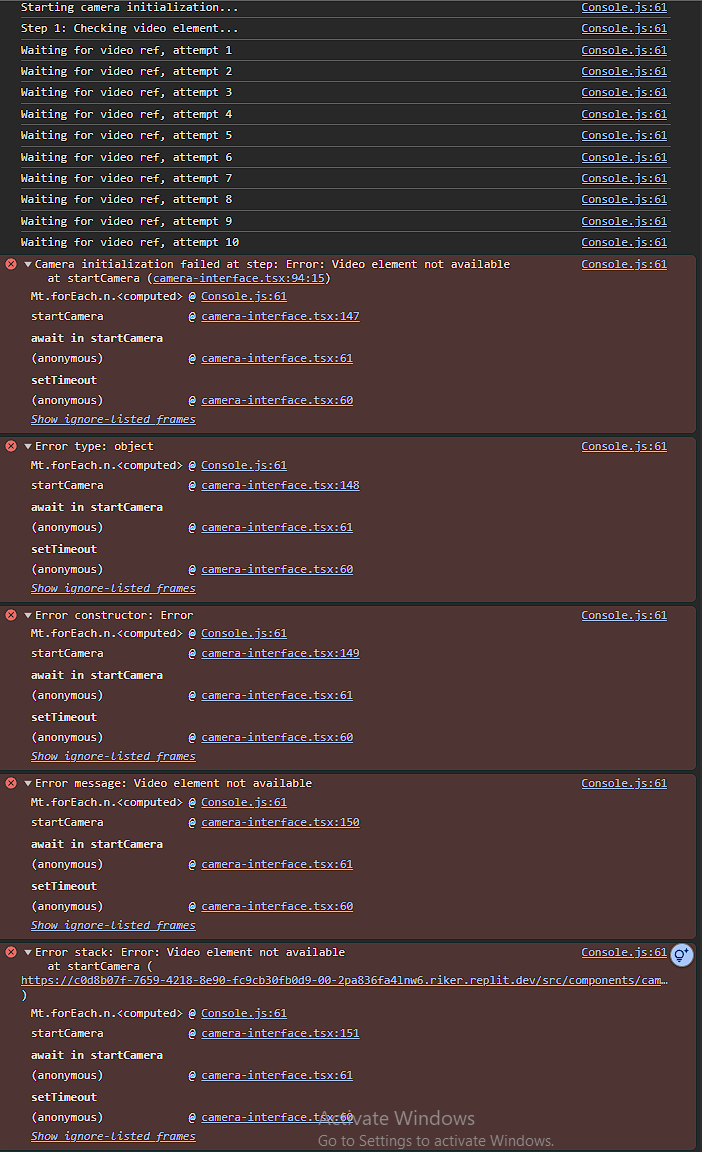 Starting camera initialization... Console.js:61
Step 1: Checking video element... Console.js:61
Waiting for video ref, attempt 1 Console.js:61
Waiting for video ref, attempt 2 Console.js:61
Waiting for video ref, attempt 3 Console.js:61
Waiting for video ref, attempt 4 Console.js:61
Waiting for video ref, attempt 5 Console.js:61
Waiting for video ref, attempt 6 Console.js:61
Waiting for video ref, attempt 7 Console.js:61
Waiting for video ref, attempt 8 Console.js:61
Waiting for video ref, attempt 9 Console.js:61
Waiting for video ref, attempt 10 Console.js:61
Camera initialization failed at step: Error: Video element not available Console.js:61
at startCamera (camera-interface.tsx:94:15)
Mt.forEach.n.<computed> @ Console.js:61
startCamera @ camera-interface.tsx:147
await in startCamera
(anonymous) @ camera-interface.tsx:61
setTimeout
(anonymous) @ camera-interface.tsx:60
Show ignore-listed frames
Error type: object Console.js:61
Mt.forEach.n.<computed> @ Console.js:61
startCamera @ camera-interface.tsx:148
await in startCamera
(anonymous) @ camera-interface.tsx:61
setTimeout
(anonymous) @ camera-interface.tsx:60
Show ignore-listed frames
Error constructor: Error Console.js:61
Mt.forEach.n.<computed> @ Console.js:61
startCamera @ camera-interface.tsx:149
await in startCamera
(anonymous) @ camera-interface.tsx:61
setTimeout
(anonymous) @ camera-interface.tsx:60
Show ignore-listed frames
Error message: Video element not available Console.js:61
Mt.forEach.n.<computed> @ Console.js:61
startCamera @ camera-interface.tsx:150
await in startCamera
(anonymous) @ camera-interface.tsx:61
setTimeout
(anonymous) @ camera-interface.tsx:60
Show ignore-listed frames
Error stack: Error: Video element not available Console.js:61
at startCamera (
https://c0d8b07f-7659-4218-8e90-fc9cb30fb0d9-00-2pa836fa4lnw6.riker.replit.dev/src/components/cam…
)
Mt.forEach.n.<computed> @ Console.js:61
startCamera @ camera-interface.tsx:151
await in startCamera
(anonymous) @ camera-interface.tsx:61
setTimeout
(anonymous) @ camera-interface.tsx:60
Show ignore-listed frames
Activate Windows
Go to Settings to activate Windows.